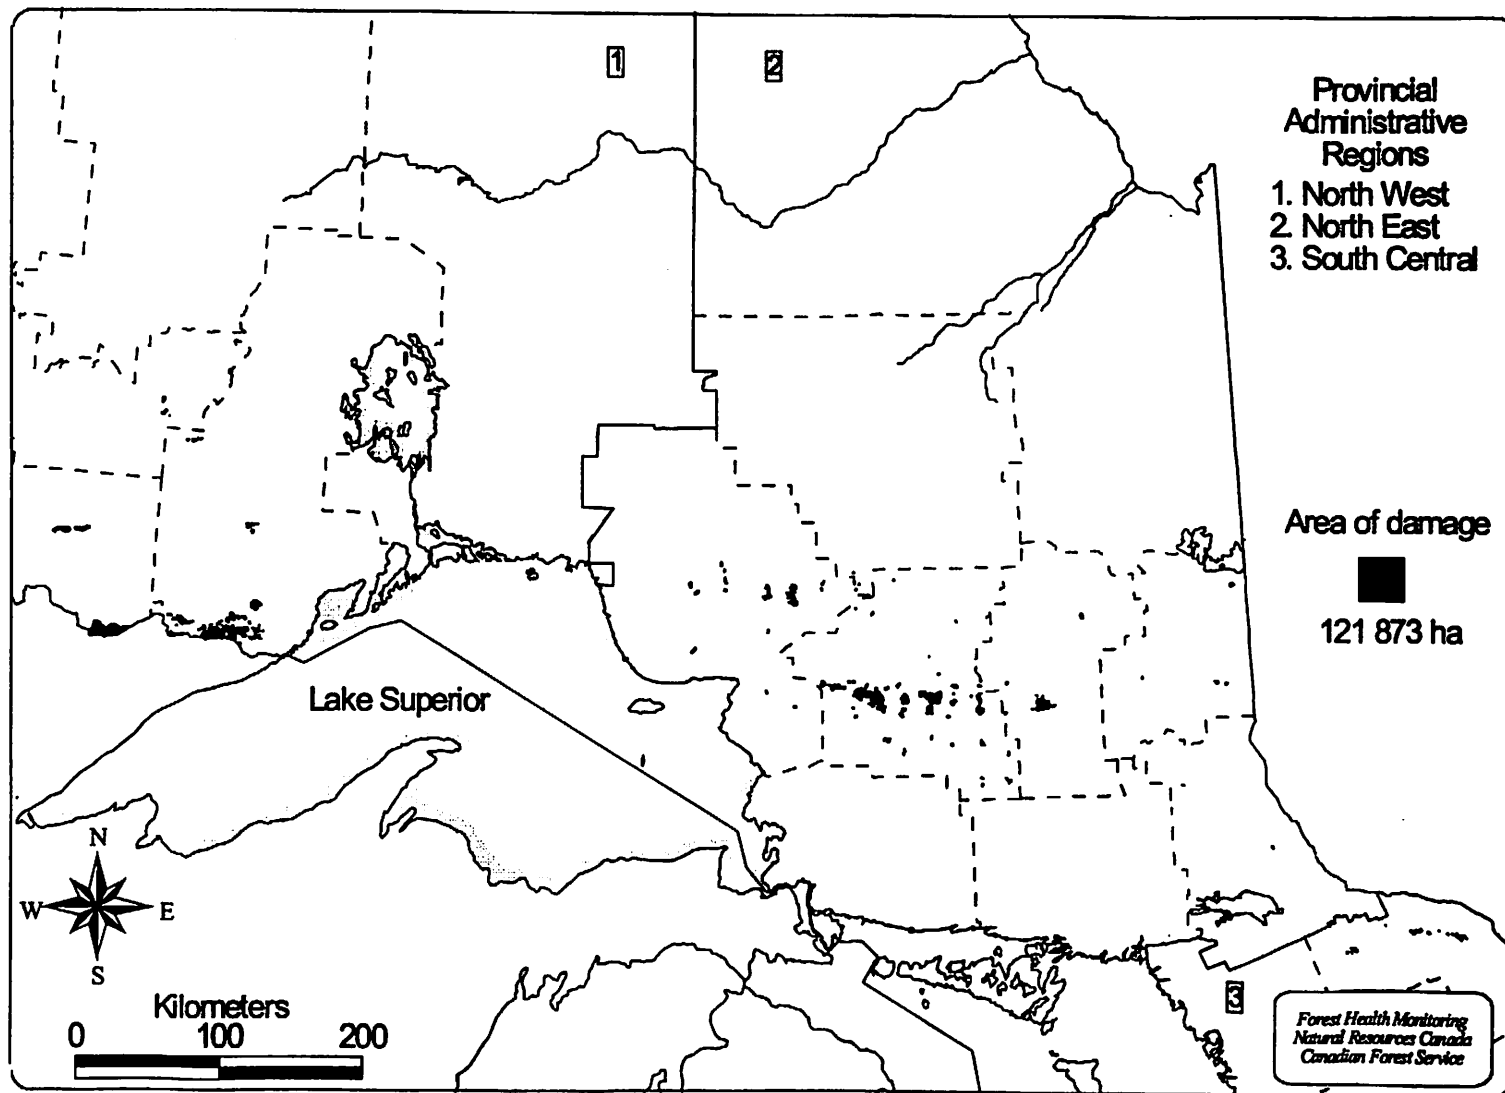 1
2
Provincial
Administrative
Regions
1. North West
2. North East
3. South Central
Area of damage
121 873 ha
Lake Superior
N
W
E
S
Kilometers
0
100
200
3
Forest Health Monitoring
Natural Resources Canada
Canadian Forest Service